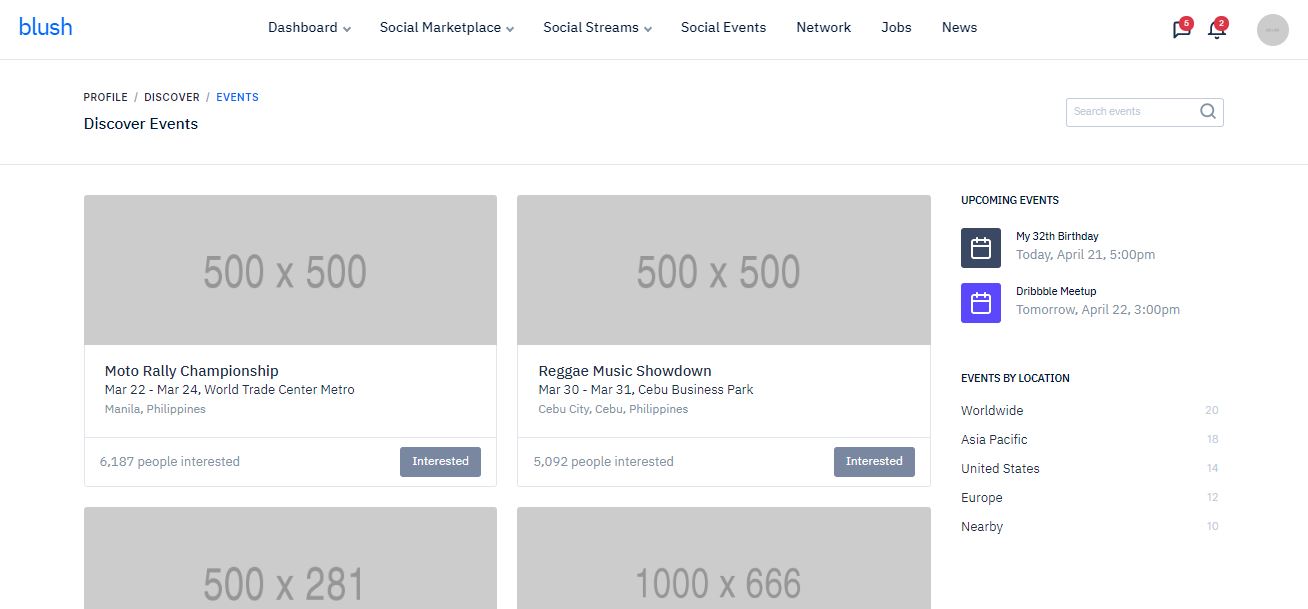 blush
Dashboard Social Marketplace Social Streams Social Events Network Jobs News
5 2
PROFILE / DISCOVER / EVENTS
Discover Events
Search events
500 x 500
Moto Rally Championship
Mar 22 - Mar 24, World Trade Center Metro
Manila, Philippines
6,187 people interested Interested
500 x 500
Reggae Music Showdown
Mar 30 - Mar 31, Cebu Business Park
Cebu City, Cebu, Philippines
5,092 people interested Interested
500 x 281
1000 x 666
UPCOMING EVENTS
My 32th Birthday
Today, April 21, 5:00pm
Dribbble Meetup
Tomorrow, April 22, 3:00pm
EVENTS BY LOCATION
Worldwide 20
Asia Pacific 18
United States 14
Europe 12
Nearby 10